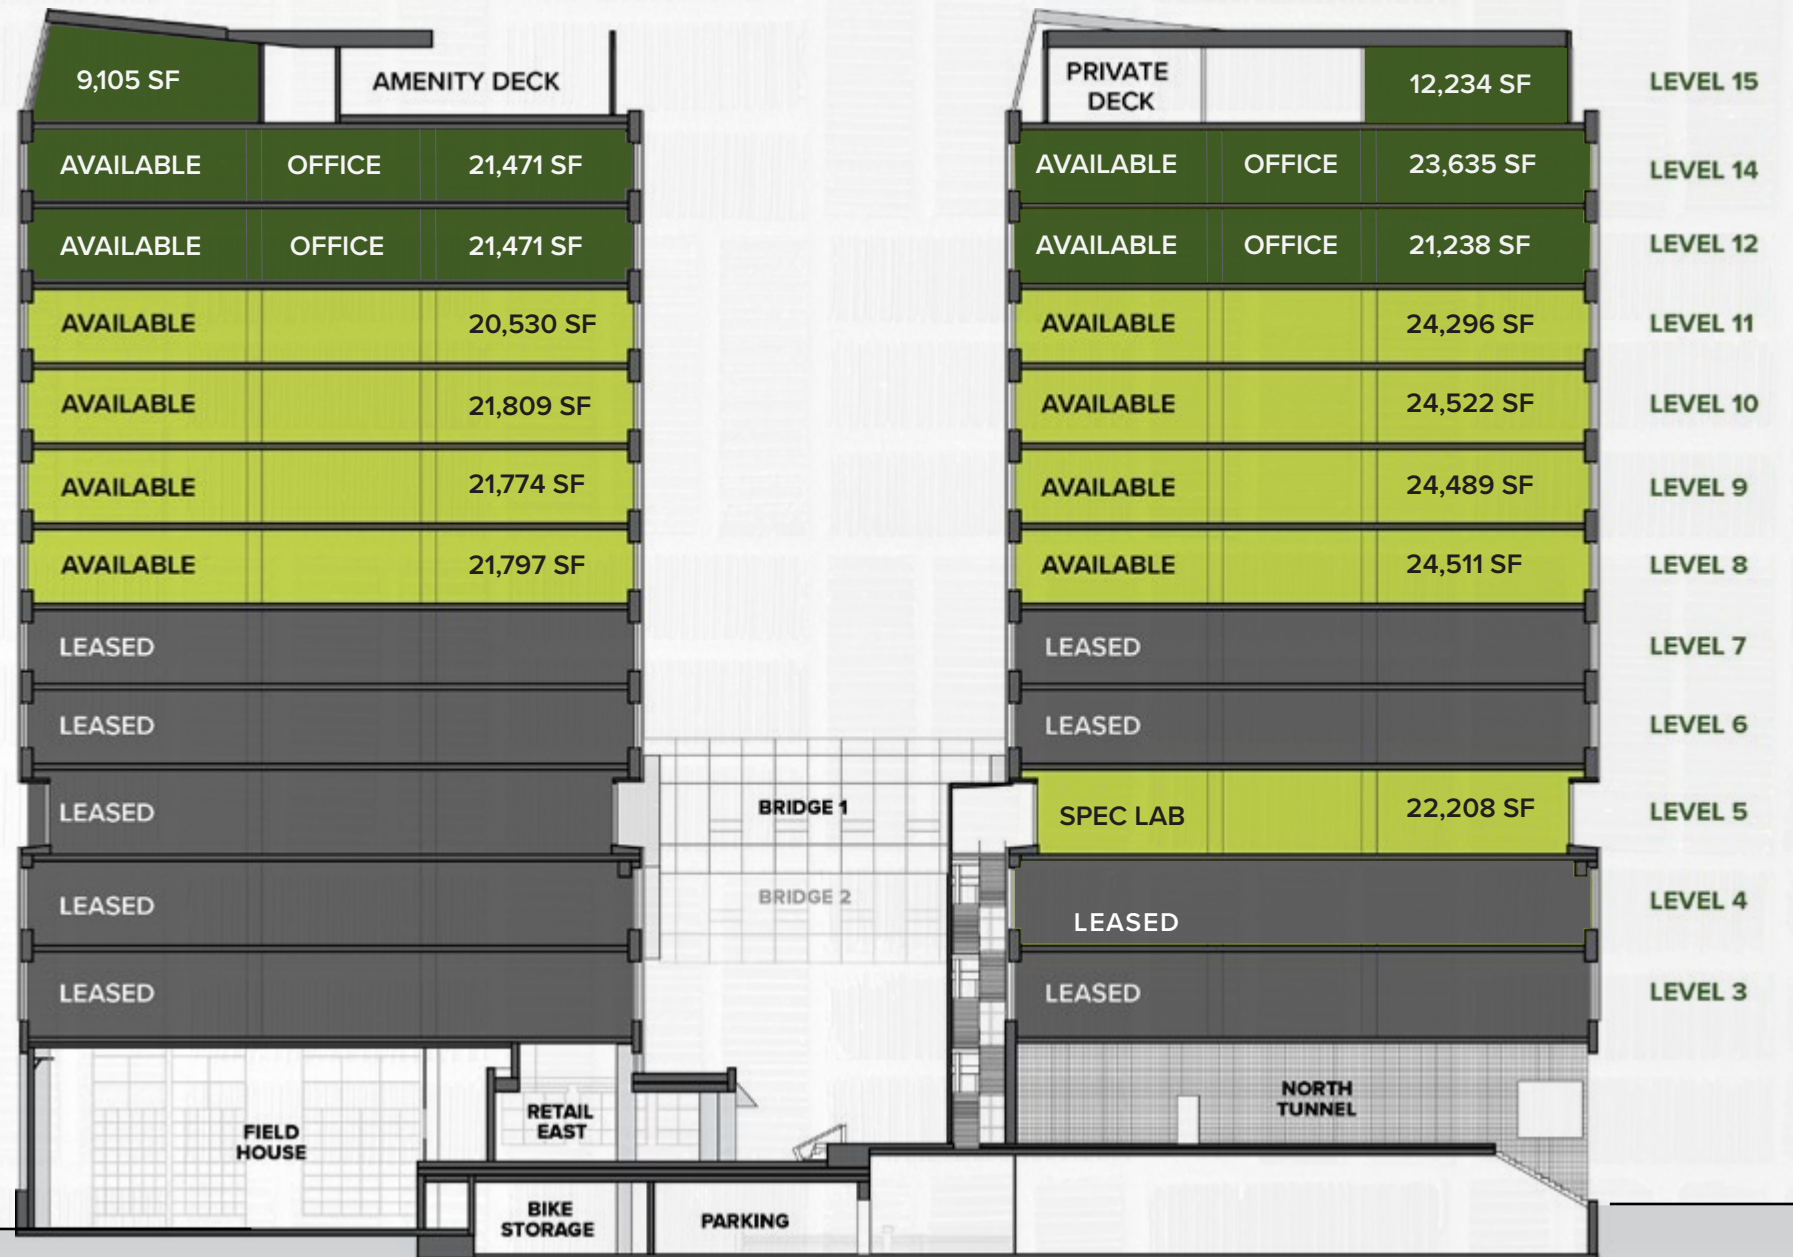 9,105 SF
AMENITY DECK
PRIVATE
DECK
12,234 SF
LEVEL 15
AVAILABLE OFFICE 21,471 SF
AVAILABLE OFFICE 23,635 SF
LEVEL 14
AVAILABLE OFFICE 21,471 SF
AVAILABLE OFFICE 21,238 SF
LEVEL 12
AVAILABLE 20,530 SF
AVAILABLE 24,296 SF
LEVEL 11
AVAILABLE 21,809 SF
AVAILABLE 24,522 SF
LEVEL 10
AVAILABLE 21,774 SF
AVAILABLE 24,489 SF
LEVEL 9
AVAILABLE 21,797 SF
AVAILABLE 24,511 SF
LEVEL 8
LEASED
LEASED
LEVEL 7
LEASED
LEASED
LEVEL 6
LEASED
BRIDGE 1
SPEC LAB 22,208 SF
LEVEL 5
LEASED
BRIDGE 2
LEASED
LEVEL 4
LEASED
LEASED
LEVEL 3
FIELD
HOUSE
RETAIL
EAST
NORTH
TUNNEL
BIKE
STORAGE
PARKING